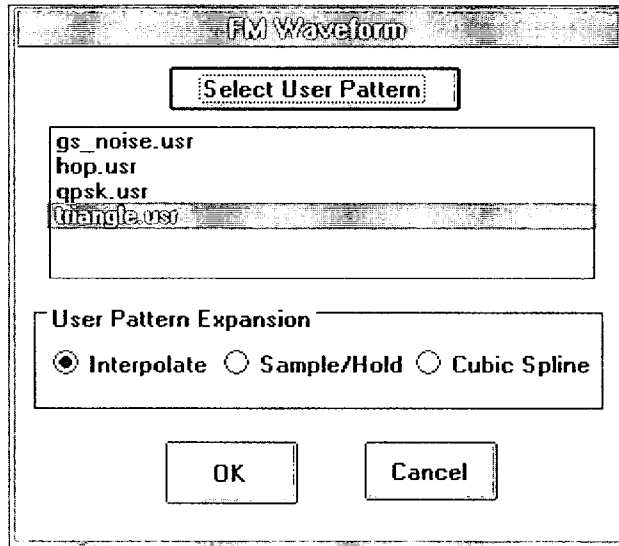 FM Waveform
Select User Pattern
gs_noise.usr
hop.usr
qpsk.usr
triangle.usr
User Pattern Expansion
Interpolate Sample/Hold Cubic Spline
OK Cancel